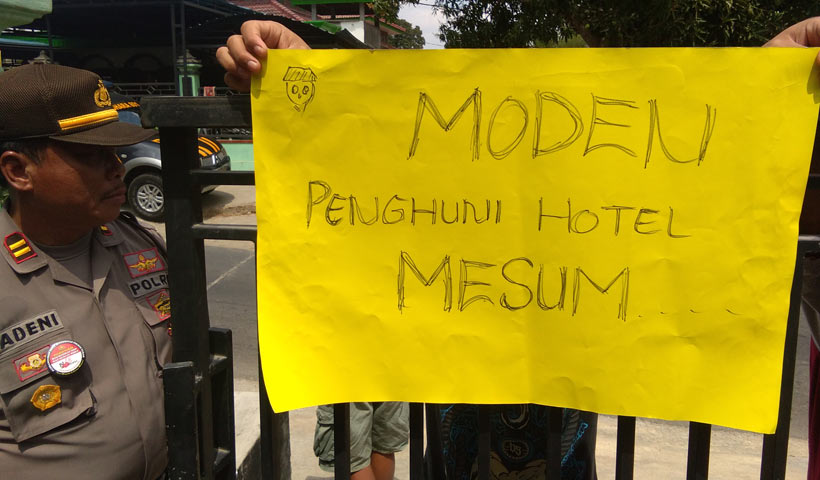 MODEN
PENGHUNI HOTEL
MESUM........
POLRI
ADENI